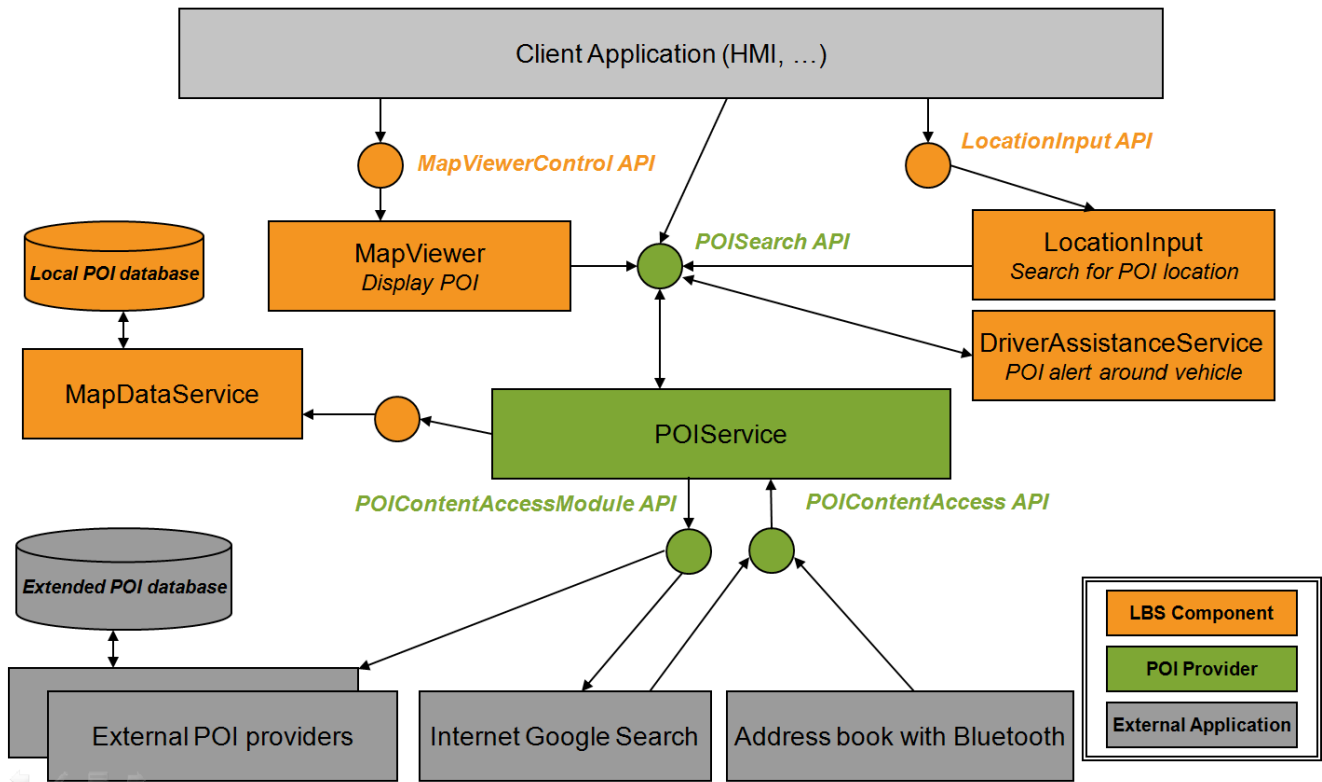 Client Application (HMI, …)
MapViewerControl API
LocationInput API
POISearch API
MapViewer
Display POI
LocationInput
Search for POI location
Local POI database
DriverAssistanceService
POI alert around vehicle
MapDataService
POIService
POIContentAccessModule API
POIContentAccess API
Extended POI database
LBS Component
POI Provider
External Application
External POI providers
Internet Google Search
Address book with Bluetooth